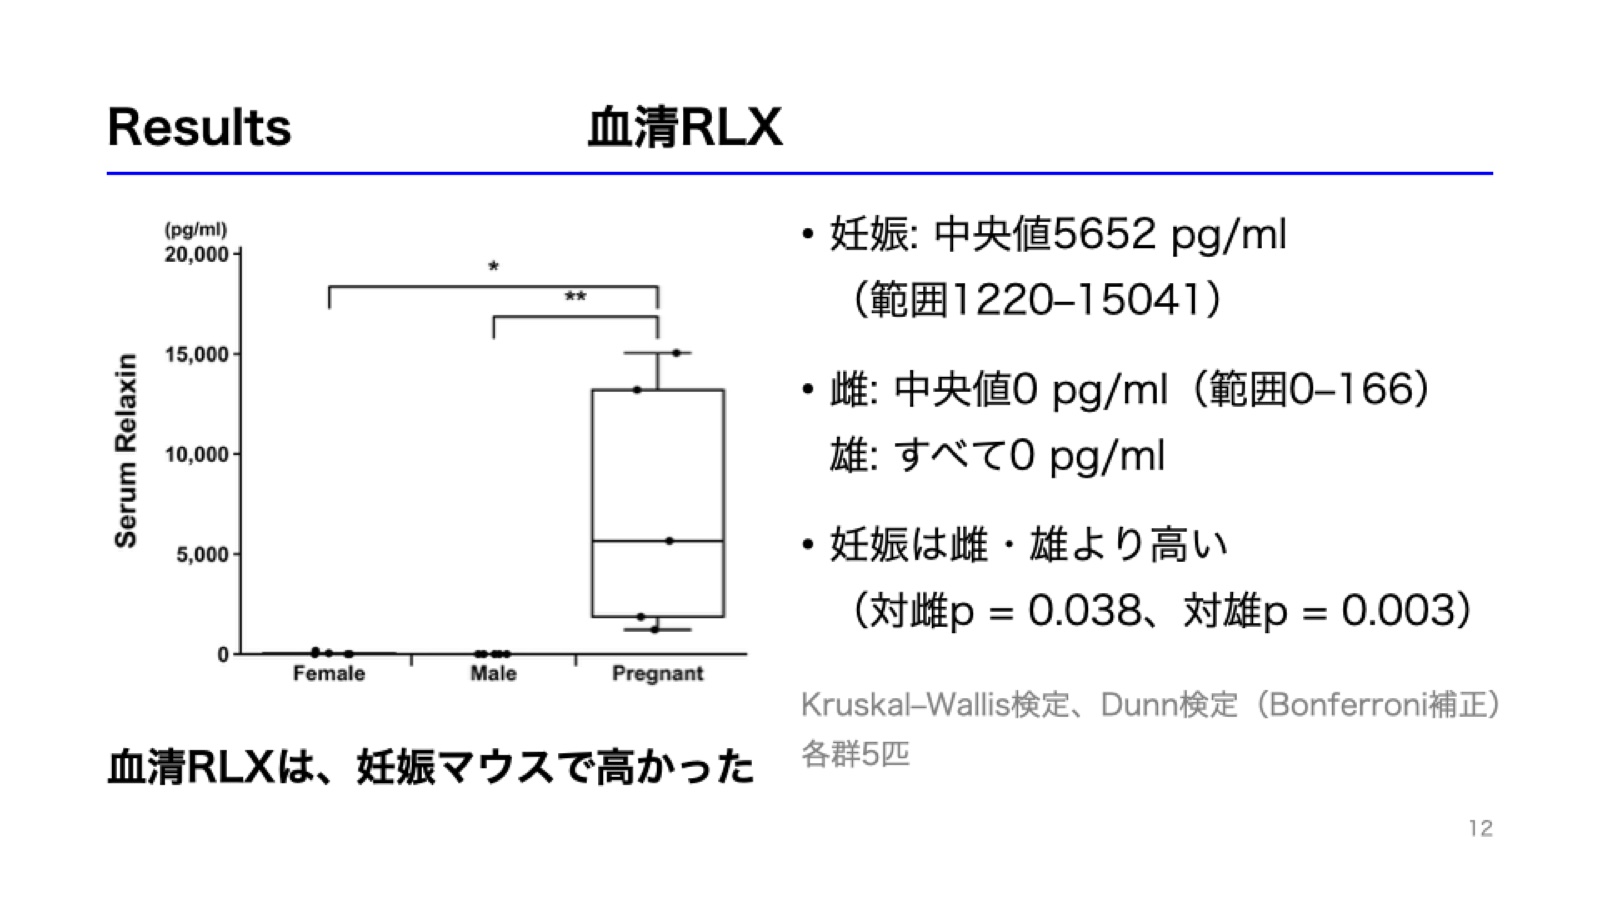 Results
血清RLX
(pg/ml)
20,000
15,000
10,000
5,000
0
Serum Relaxin
*
**
Female
Male
Pregnant
血清RLXは、妊娠マウスで高かった
• 妊娠: 中央値5652 pg/ml
（範囲1220–15041）
• 雌: 中央値0 pg/ml（範囲0–166）
雄: すべて0 pg/ml
• 妊娠は雌・雄より高い
（対雌p = 0.038、対雄p = 0.003）
Kruskal–Wallis検定、Dunn検定（Bonferroni補正）
各群5匹
12